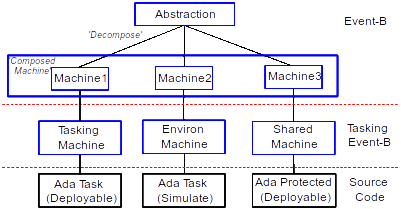 Abstraction
Event-B
'Decompose'
'Composed
Machine'
Machine1
Machine2
Machine3
Tasking
Machine
Environ
Machine
Shared
Machine
Tasking
Event-B
Ada Task
(Deployable)
Ada Task
(Simulate)
Ada Protected
(Deployable)
Source
Code